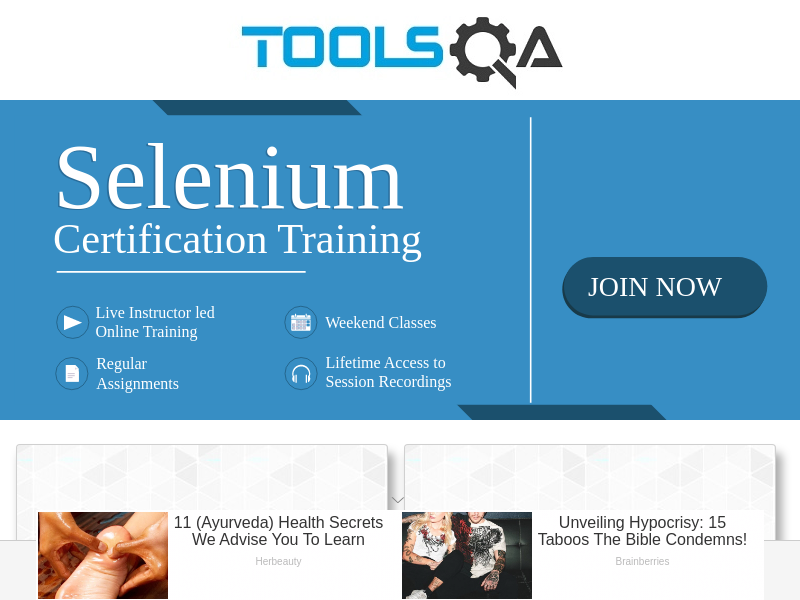 TOOLSQA
Selenium
Certification Training
JOIN NOW
Live Instructor led
Online Training
Weekend Classes
Regular
Assignments
Lifetime Access to
Session Recordings
11 (Ayurveda) Health Secrets
We Advise You To Learn
Herbeauty
Unveiling Hypocrisy: 15
Taboos The Bible Condemns!
Brainberries